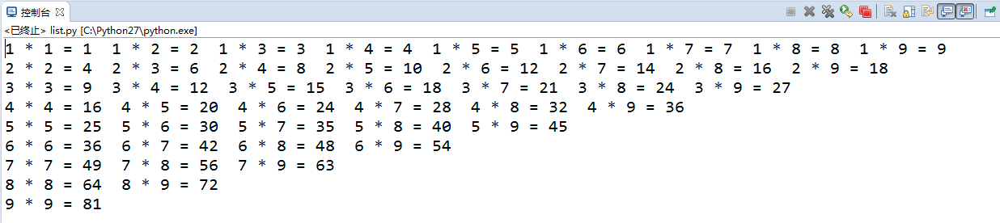 控制台
<已终止> list.py [C:\Python27\python.exe]
1 * 1 = 1  1 * 2 = 2  1 * 3 = 3  1 * 4 = 4  1 * 5 = 5  1 * 6 = 6  1 * 7 = 7  1 * 8 = 8  1 * 9 = 9
2 * 2 = 4  2 * 3 = 6  2 * 4 = 8  2 * 5 = 10  2 * 6 = 12  2 * 7 = 14  2 * 8 = 16  2 * 9 = 18
3 * 3 = 9  3 * 4 = 12  3 * 5 = 15  3 * 6 = 18  3 * 7 = 21  3 * 8 = 24  3 * 9 = 27
4 * 4 = 16  4 * 5 = 20  4 * 6 = 24  4 * 7 = 28  4 * 8 = 32  4 * 9 = 36
5 * 5 = 25  5 * 6 = 30  5 * 7 = 35  5 * 8 = 40  5 * 9 = 45
6 * 6 = 36  6 * 7 = 42  6 * 8 = 48  6 * 9 = 54
7 * 7 = 49  7 * 8 = 56  7 * 9 = 63
8 * 8 = 64  8 * 9 = 72
9 * 9 = 81